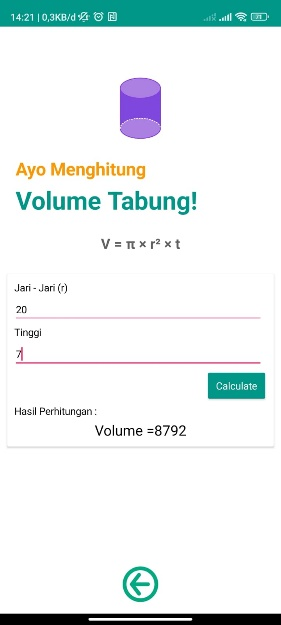 14:21 | 0,3KB/d
Ayo Menghitung
Volume Tabung!
V = π × r² × t
Jari - Jari (r)
20
Tinggi
7
Calculate
Hasil Perhitungan :
Volume =8792